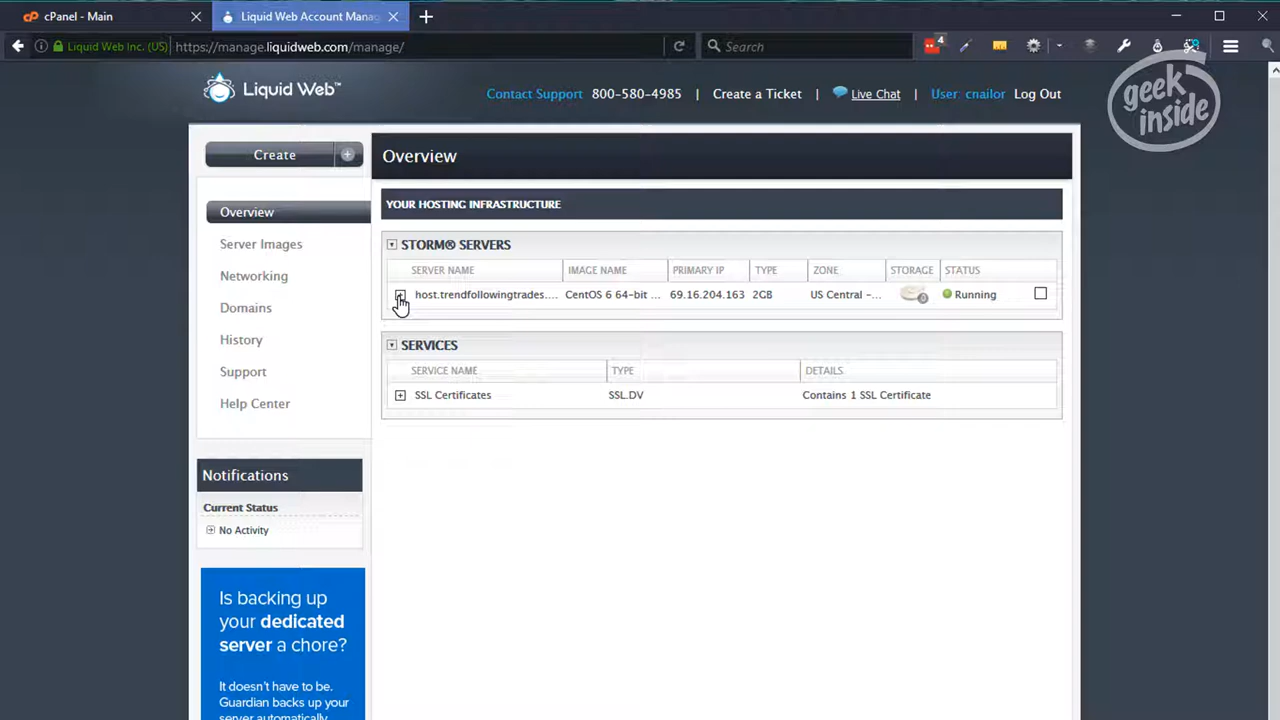 cPanel - Main
Liquid Web Account Manag
Liquid Web Inc. (US)
https://manage.liquidweb.com/manage/
Search
4
Liquid Web™
Contact Support 800-580-4985 | Create a Ticket | Live Chat | User: cnailor Log Out
geek inside
Create
Overview
Server Images
Networking
Domains
History
Support
Help Center
Notifications
Current Status
No Activity
Is backing up
your dedicated
server a chore?
It doesn't have to be.
Guardian backs up your
server automatically
Overview
YOUR HOSTING INFRASTRUCTURE
STORM® SERVERS
SERVER NAME IMAGE NAME PRIMARY IP TYPE ZONE STORAGE STATUS
host.trendfollowingtrades.... CentOS 6 64-bit ... 69.16.204.163 2GB US Central -... 0 Running
SERVICES
SERVICE NAME TYPE DETAILS
SSL Certificates SSL.DV Contains 1 SSL Certificate